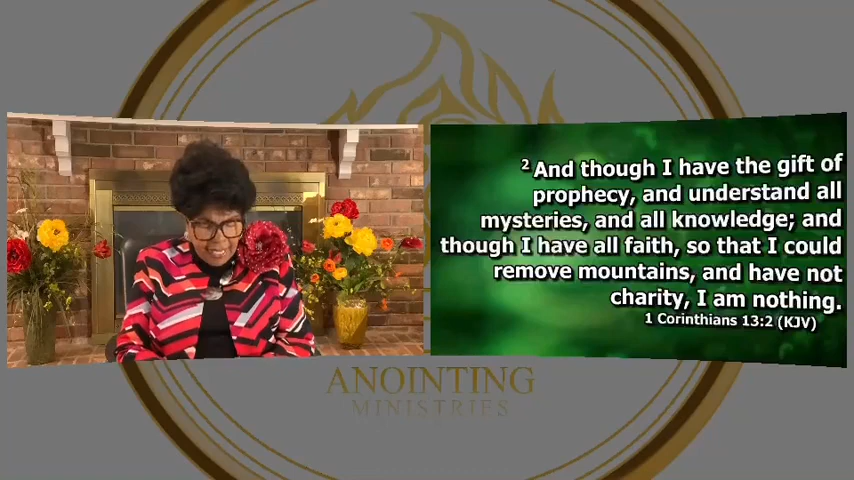 ² And though I have the gift of
prophecy, and understand all
mysteries, and all knowledge; and
though I have all faith, so that I could
remove mountains, and have not
charity, I am nothing.
1 Corinthians 13:2 (KJV)
ANOINTING
MINISTRIES